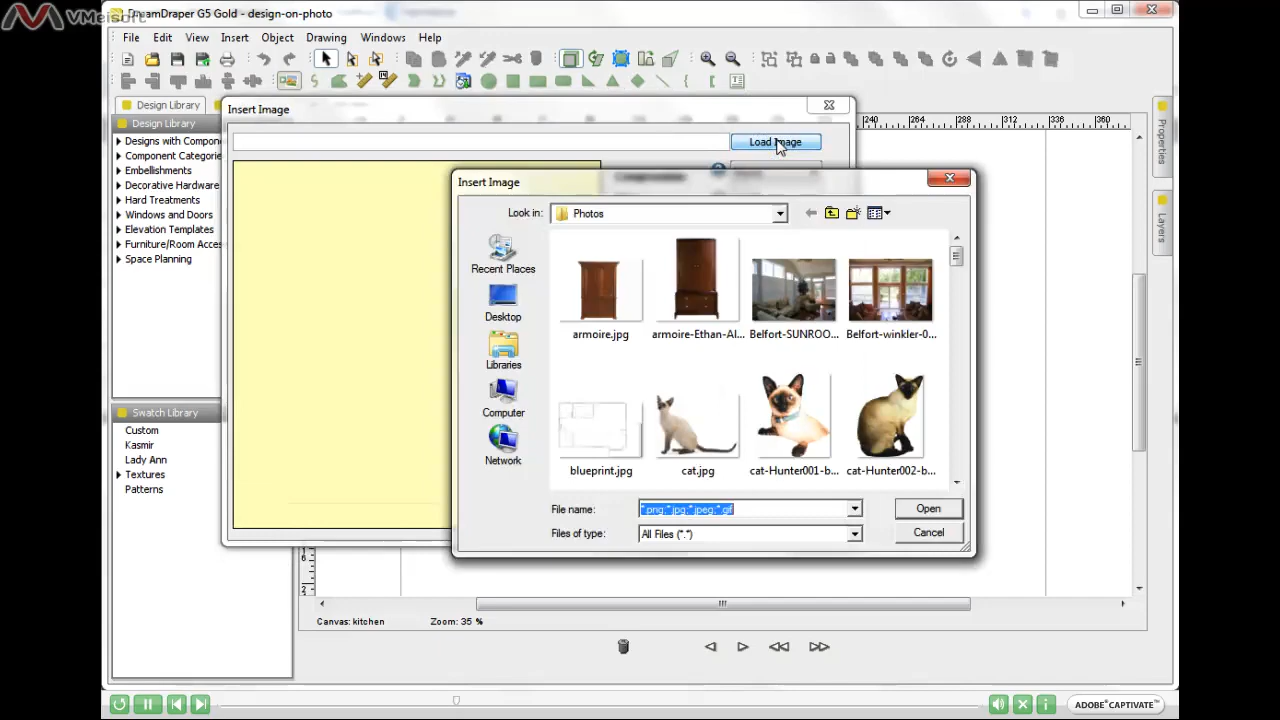 VMeisoft
DreamDraper G5 Gold - design-on-photo
File Edit View Insert Object Drawing Windows Help
Design Library
Insert Image
240 264 288 312 336 360
Design Library
Designs with Compon
Component Categorie
Embellishments
Decorative Hardware
Hard Treatments
Windows and Doors
Elevation Templates
Furniture/Room Acces
Space Planning
Load Image
Insert Image
Look in: Photos
Recent Places
Desktop
Libraries
Computer
Network
armoire.jpg armoire-Ethan-Al... Belfort-SUNROO... Belfort-winkler-0...
blueprint.jpg cat.jpg cat-Hunter001-b... cat-Hunter002-b...
File name: *.png;*.jpg;*.jpeg;*.gif Open
Files of type: All Files (*.*) Cancel
Properties
Layers
Swatch Library
Custom
Kasmir
Lady Ann
Textures
Patterns
Canvas: kitchen Zoom: 35 %
ADOBE® CAPTIVATE™